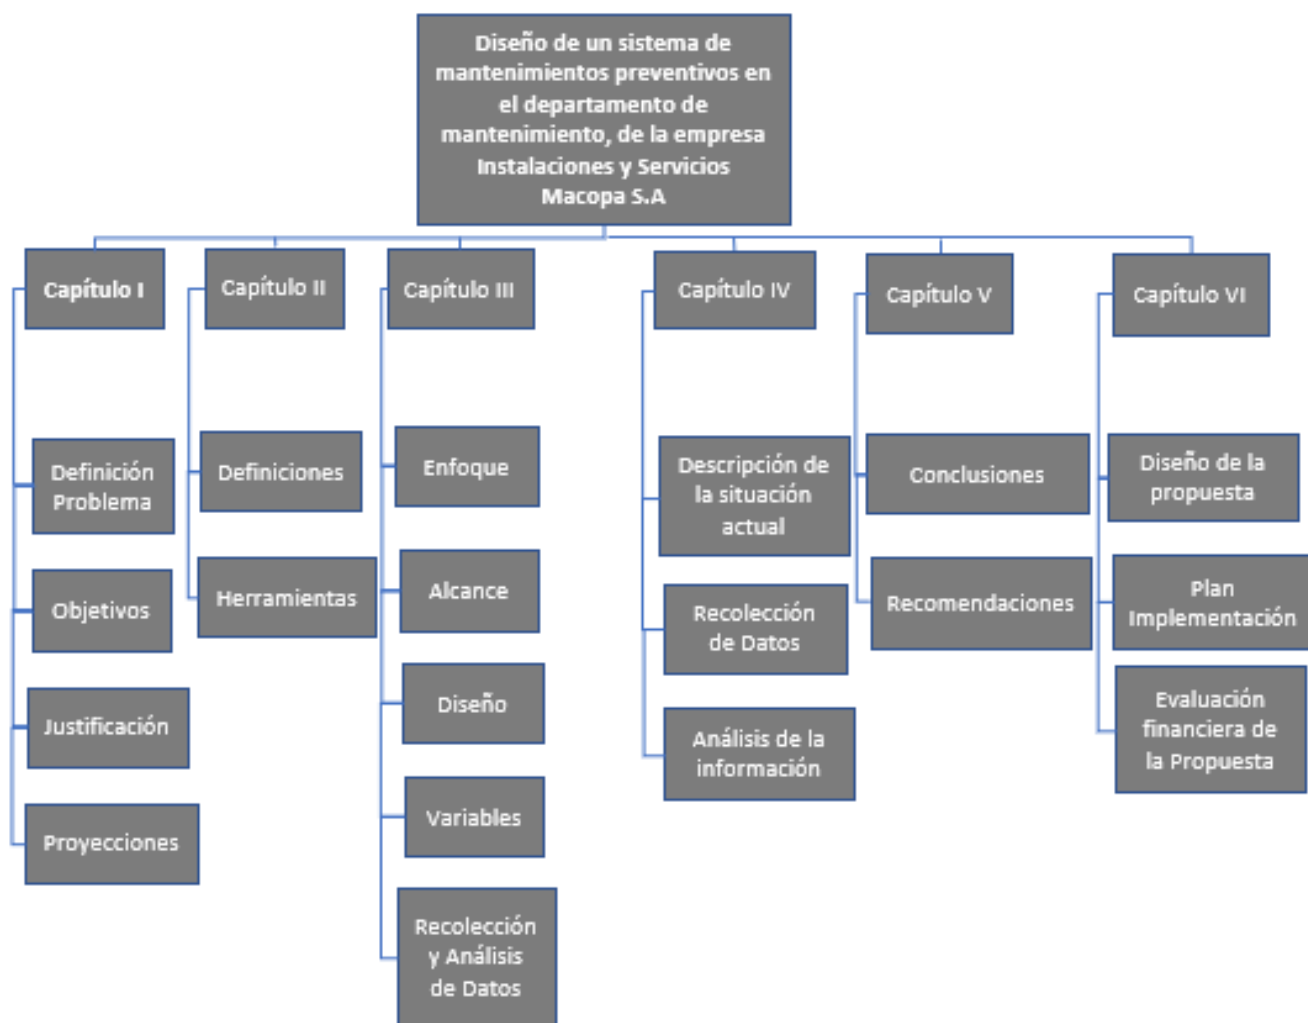 Diseño de un sistema de
mantenimientos preventivos en
el departamento de
mantenimiento, de la empresa
Instalaciones y Servicios
Macopa S.A
Capítulo I
Definición
Problema
Objetivos
Justificación
Proyecciones
Capítulo II
Definiciones
Herramientas
Capítulo III
Enfoque
Alcance
Diseño
Variables
Recolección
y Análisis
de Datos
Capítulo IV
Descripción de
la situación
actual
Recolección
de Datos
Análisis de la
información
Capítulo V
Conclusiones
Recomendaciones
Capítulo VI
Diseño de la
propuesta
Plan
Implementación
Evaluación
financiera de
la Propuesta